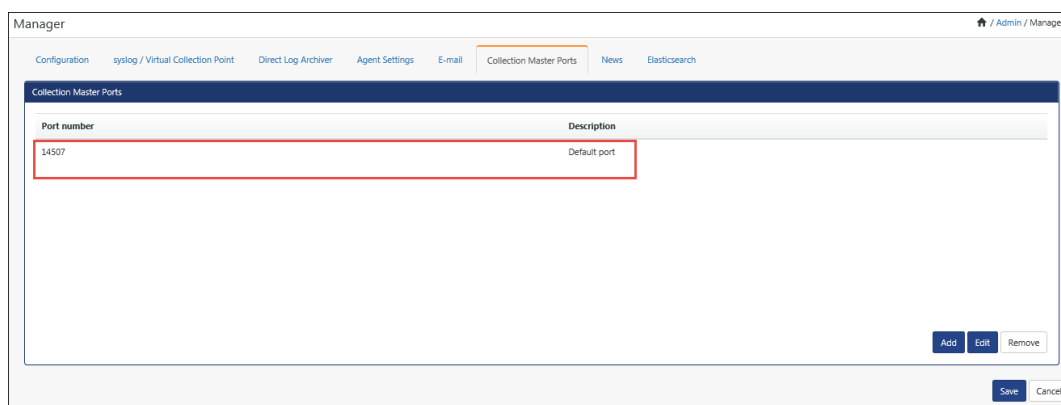 Manager
/ Admin / Manage
Configuration syslog / Virtual Collection Point Direct Log Archiver Agent Settings E-mail Collection Master Ports News Elasticsearch
Collection Master Ports
Port number Description
14507 Default port
Add Edit Remove
Save Cancel